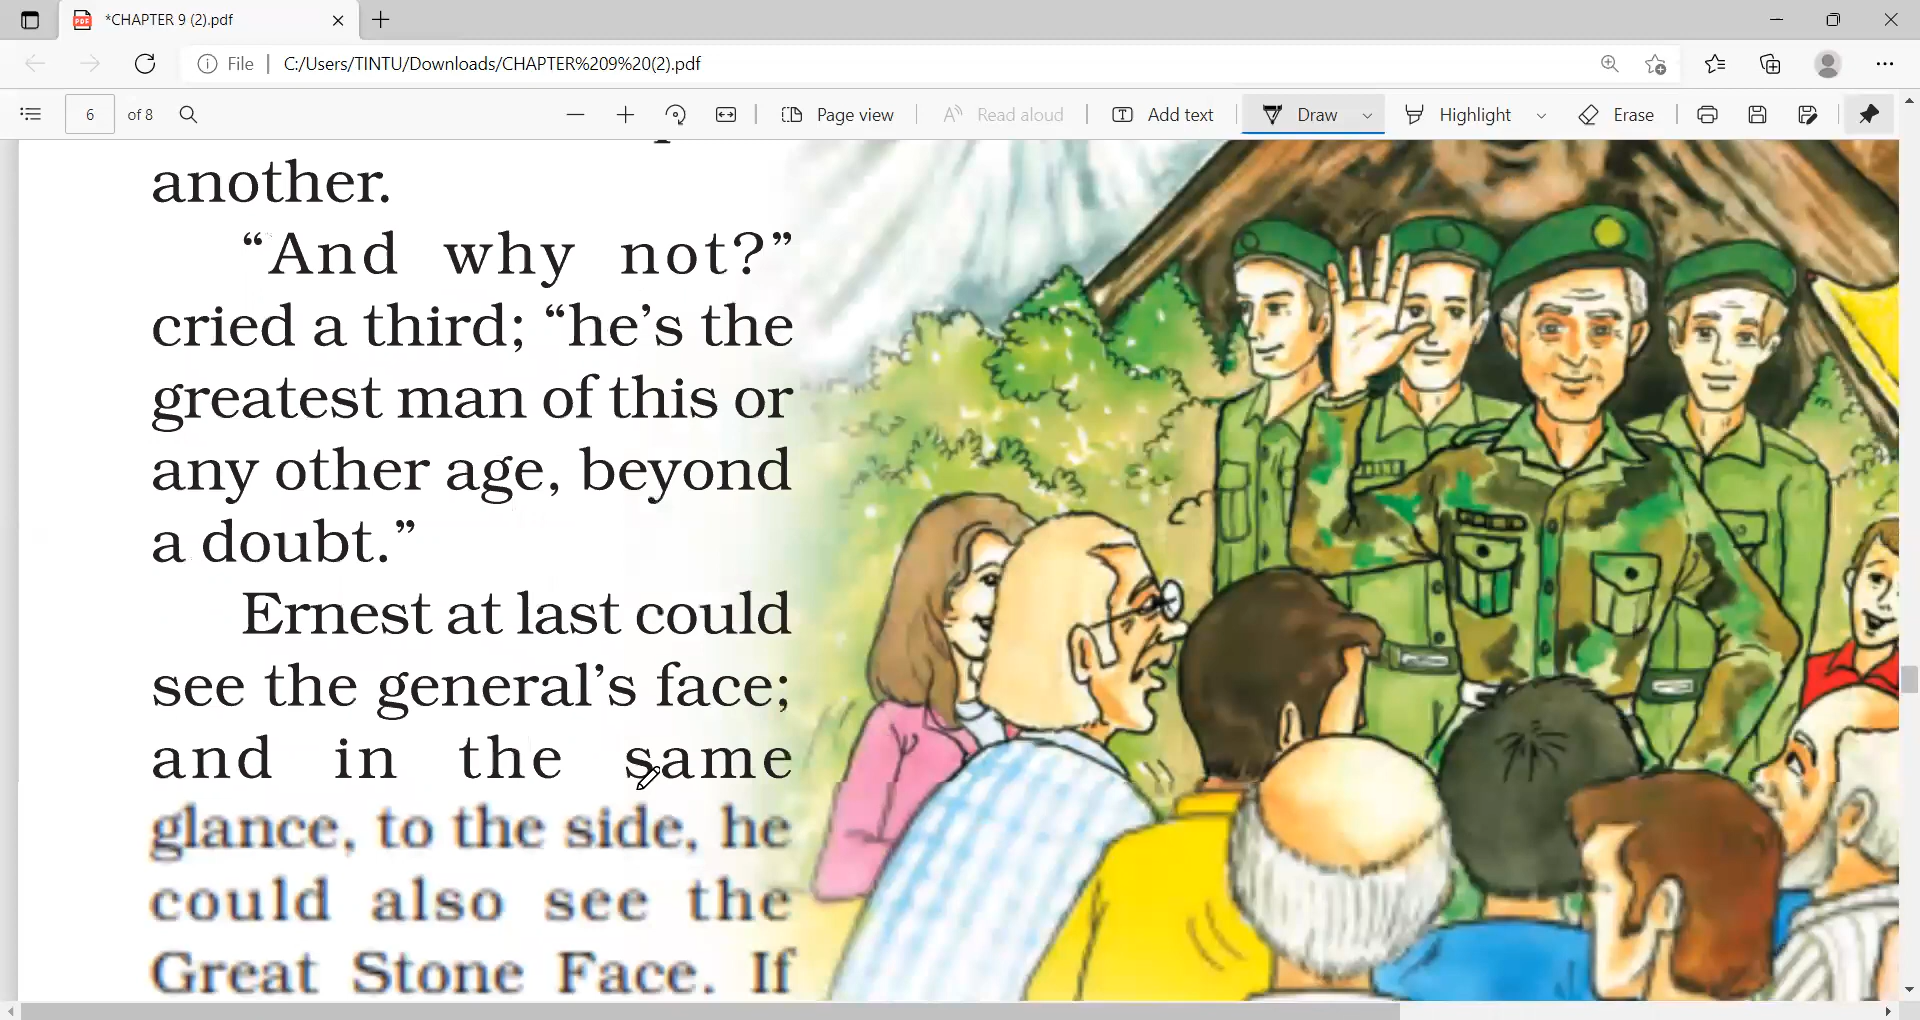 *CHAPTER 9 (2).pdf
File
C:/Users/TINTU/Downloads/CHAPTER%209%20(2).pdf
6 of 8
Page view
Read aloud
Add text
Draw
Highlight
Erase
another.
“And why not?”
cried a third; “he’s the
greatest man of this or
any other age, beyond
a doubt.”
Ernest at last could
see the general’s face;
and in the same
glance, to the side, he
could also see the
Great Stone Face. If